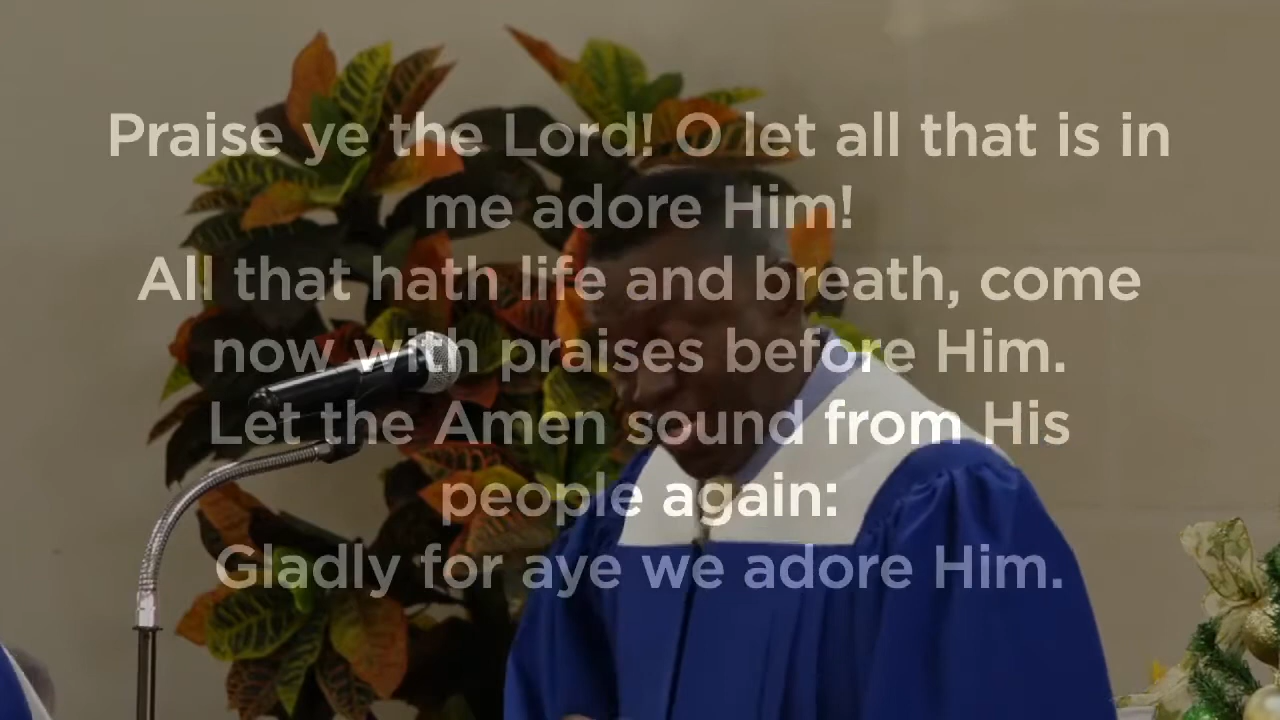 Praise ye the Lord! O let all that is in
me adore Him!
All that hath life and breath, come
now with praises before Him.
Let the Amen sound from His
people again:
Gladly for aye we adore Him.